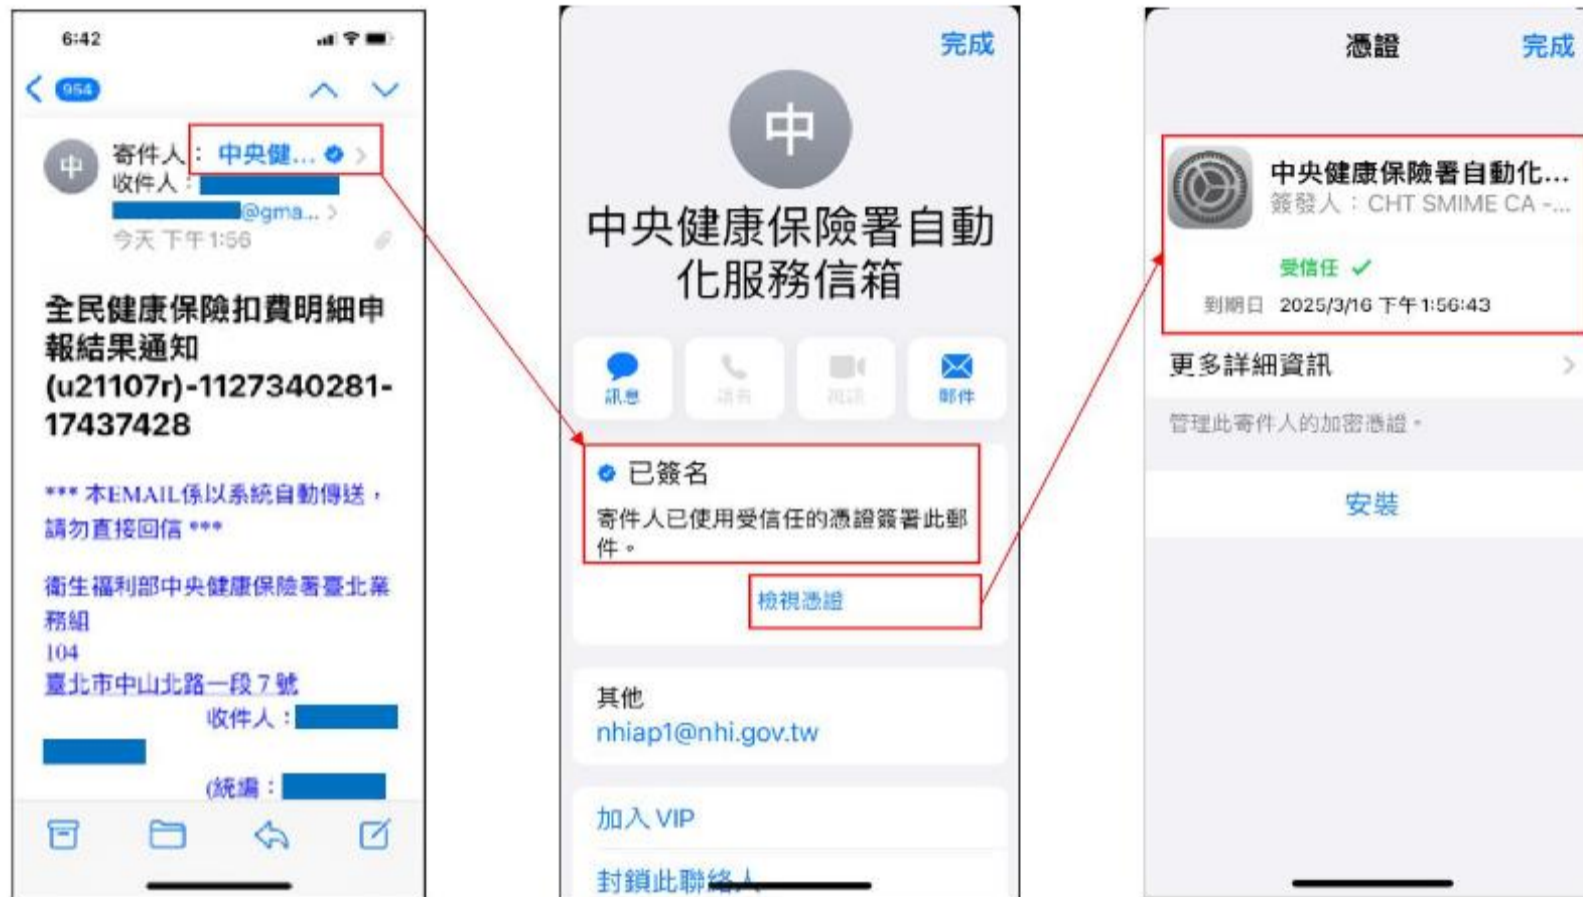 6:42
954
中
寄件人： 中央健...
收件人：
@gma...
今天 下午1:56
全民健康保險扣費明細申
報結果通知
(u21107r)-1127340281-
17437428
*** 本EMAIL係以系統自動傳送，
請勿直接回信 ***
衛生福利部中央健康保險署臺北業
務組
104
臺北市中山北路一段7號
收件人：
(統編：
完成
中
中央健康保險署自動
化服務信箱
訊息
視訊
郵件
已簽名
寄件人已使用受信任的憑證簽署此郵
件。
檢視憑證
其他
nhiap1@nhi.gov.tw
加入 VIP
封鎖此聯絡人
憑證
完成
中央健康保險署自動化...
簽發人：CHT SMIME CA -...
受信任
到期日 2025/3/16 下午1:56:43
更多詳細資訊
管理此寄件人的加密憑證。
安裝